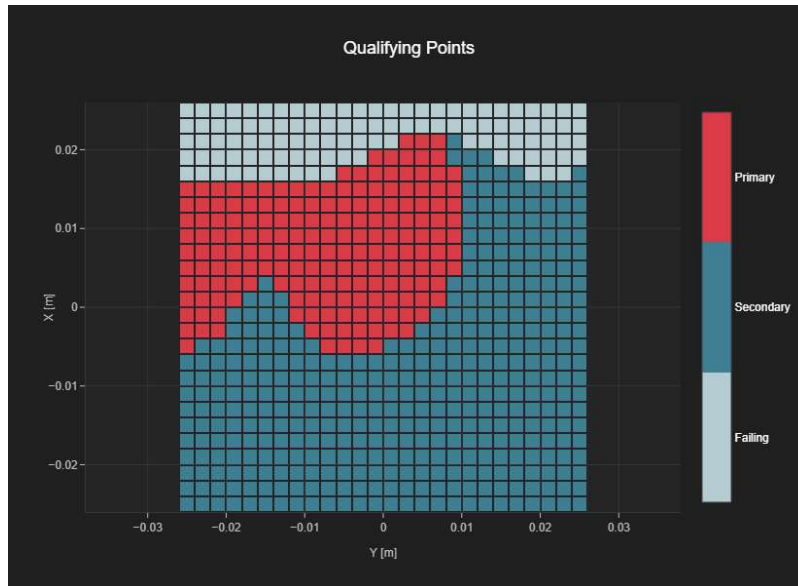 Qualifying Points
0.02
0.01
0
−0.01
−0.02
X [m]
−0.03
−0.02
−0.01
0
0.01
0.02
0.03
Y [m]
Primary
Secondary
Failing